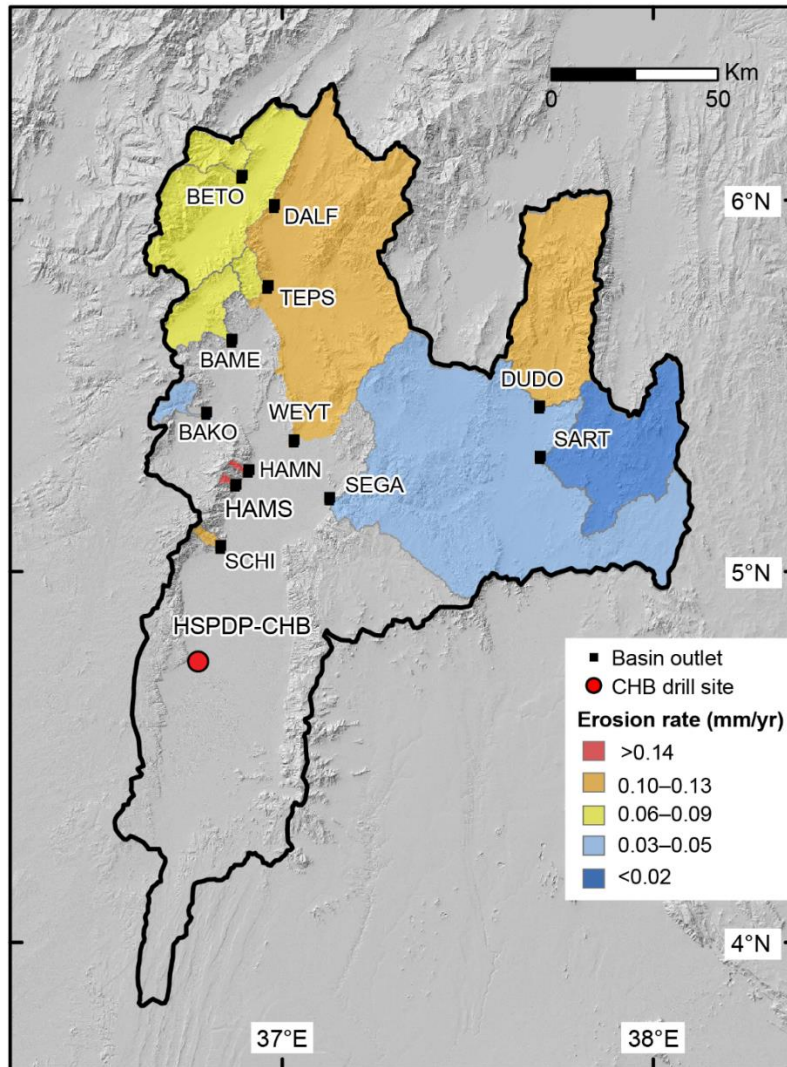 Km
0
50
BETO
DALF
6°N
TEPS
BAME
DUDO
WEYT
BAKO
SART
HAMN
SEGA
HAMS
SCHI
5°N
HSPDP-CHB
Basin outlet
CHB drill site
Erosion rate (mm/yr)
>0.14
0.10–0.13
0.06–0.09
0.03–0.05
<0.02
4°N
37°E
38°E